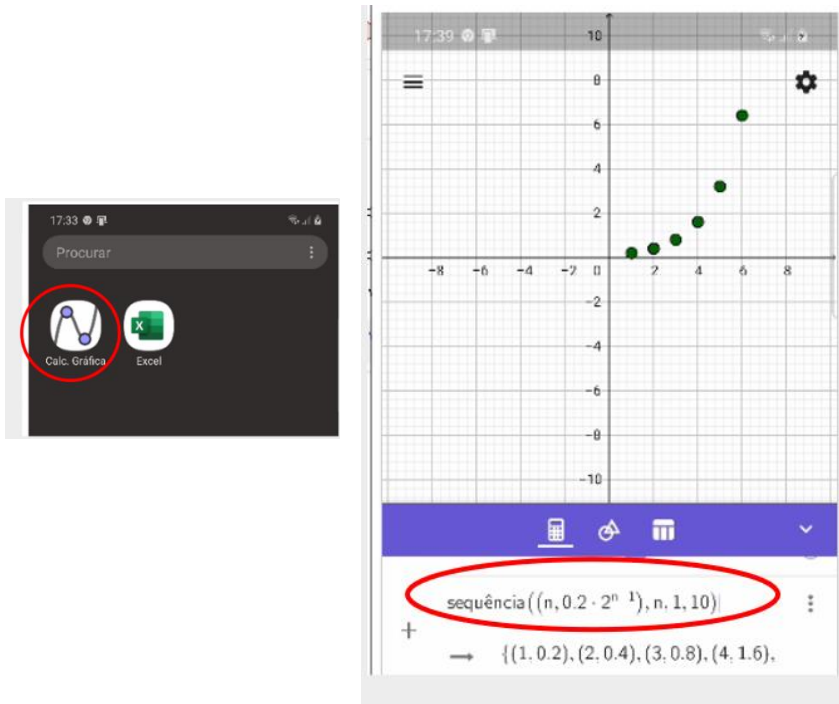 17:33
Procurar
Calc. Gráfica
Excel
17:39
10
8
6
4
2
-8 -6 -4 -2 0 2 4 6 8
-2
-4
-6
-8
-10
sequência((n, 0.2 · 2ⁿ⁻¹), n, 1, 10)
+
→ {(1, 0.2), (2, 0.4), (3, 0.8), (4, 1.6),